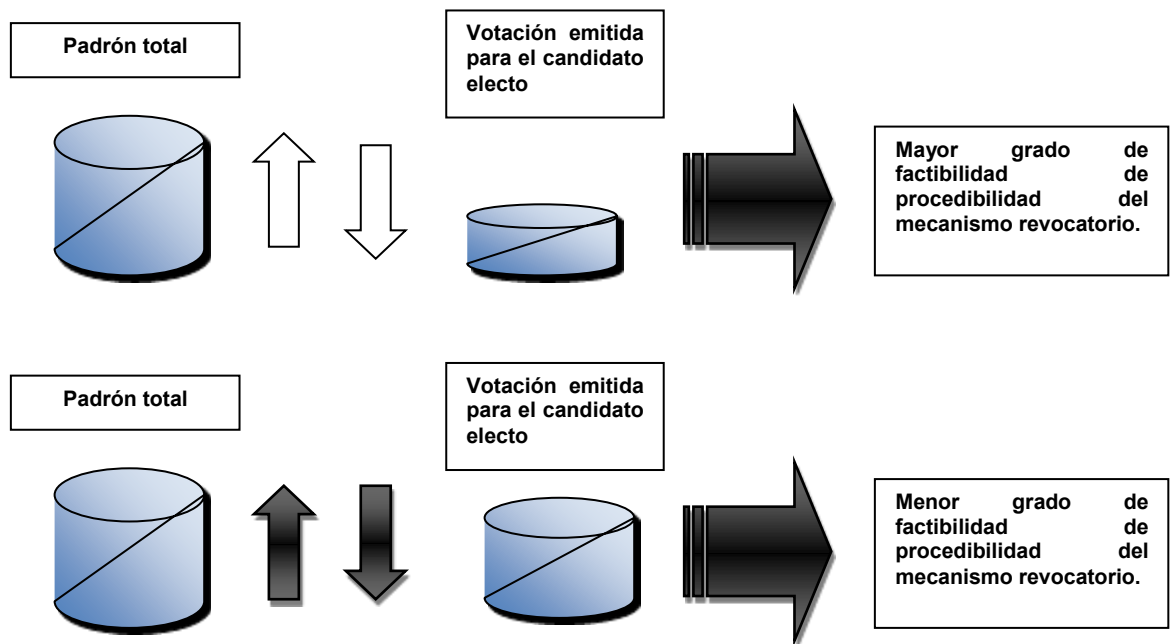 Padrón total
Votación emitida
para el candidato
electo
Mayor grado de
factibilidad de
procedibilidad del
mecanismo revocatorio.
Padrón total
Votación emitida
para el candidato
electo
Menor grado de
factibilidad de
procedibilidad del
mecanismo revocatorio.